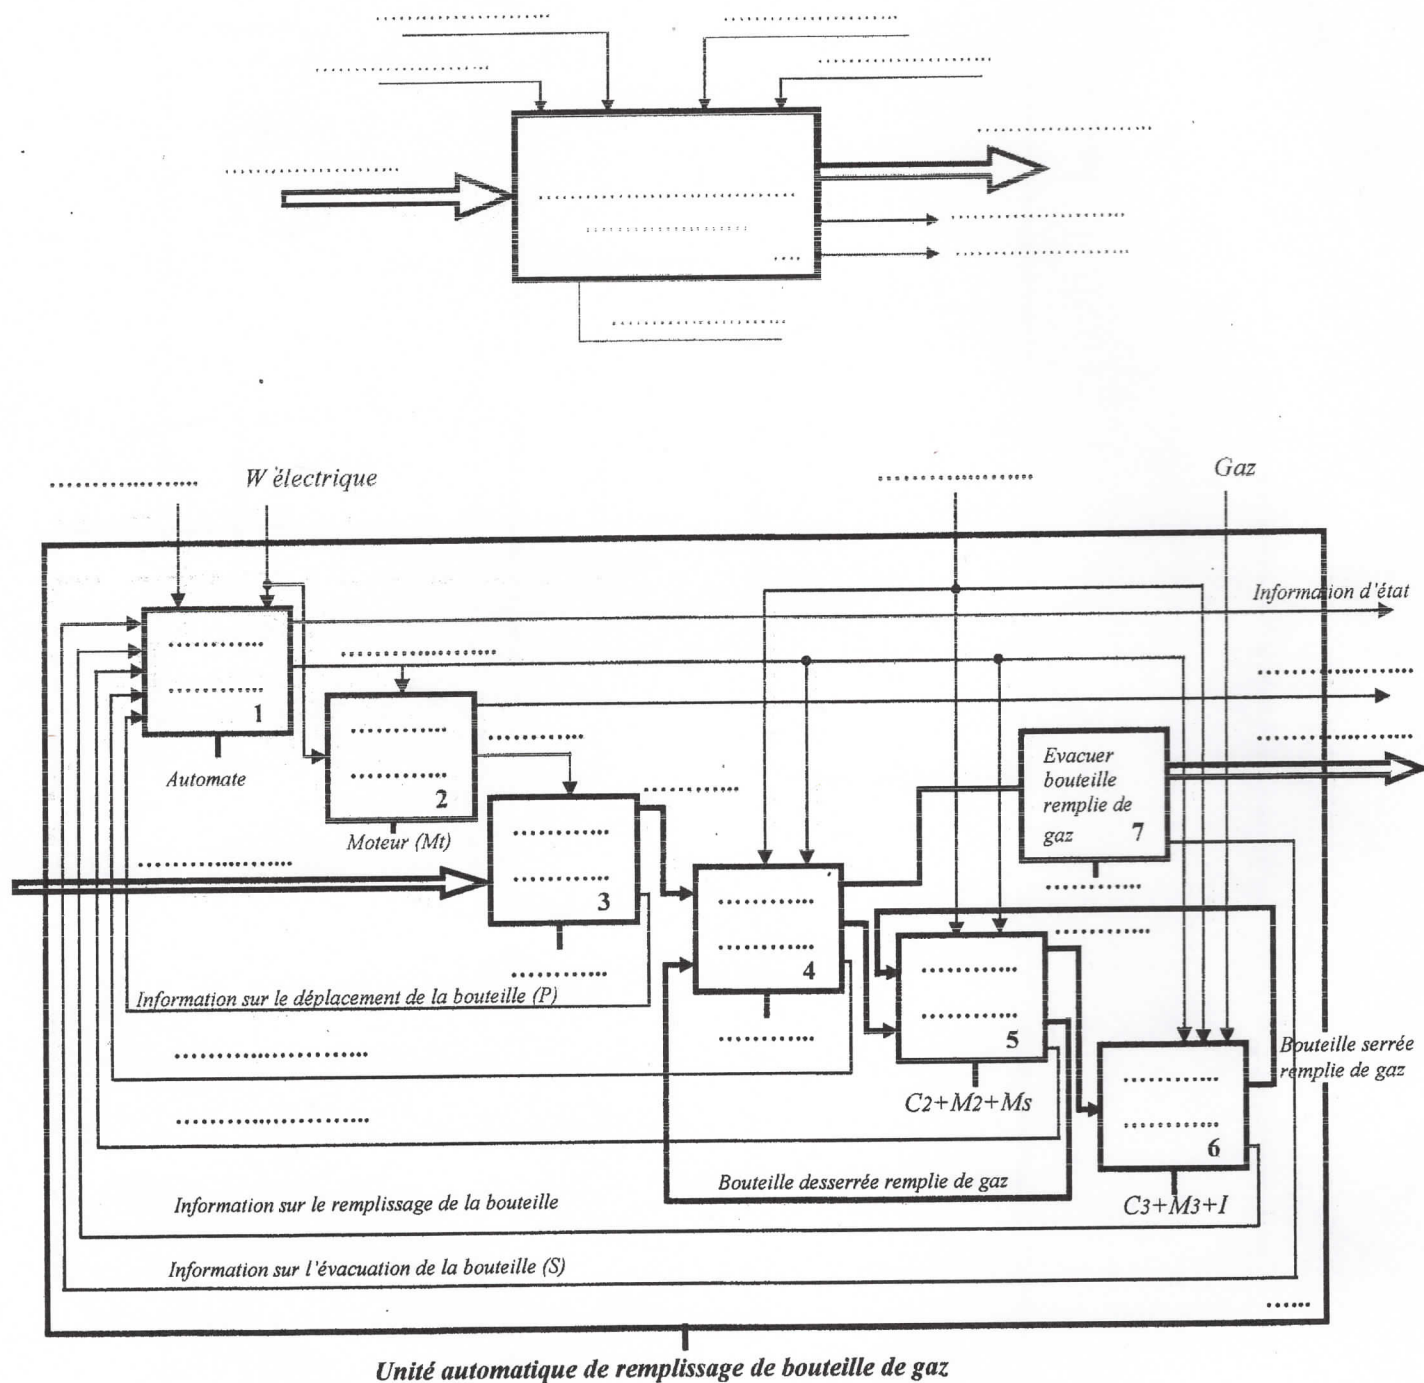 W électrique
Gaz
Information d'état
1
Automate
2
Moteur (Mt)
Evacuer
bouteille
remplie de
gaz 7
3
4
Information sur le déplacement de la bouteille (P)
5
C2+M2+Ms
Bouteille serrée
remplie de gaz
6
C3+M3+I
Bouteille desserrée remplie de gaz
Information sur le remplissage de la bouteille
Information sur l'évacuation de la bouteille (S)
Unité automatique de remplissage de bouteille de gaz